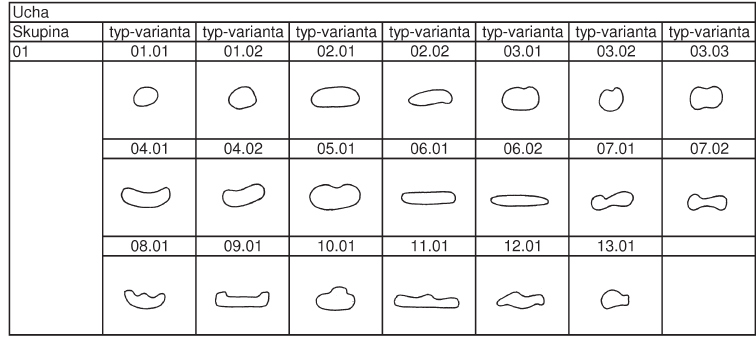 Ucha
Skupina typ-varianta typ-varianta typ-varianta typ-varianta typ-varianta typ-varianta typ-varianta
01 01.01 01.02 02.01 02.02 03.01 03.02 03.03
04.01 04.02 05.01 06.01 06.02 07.01 07.02
08.01 09.01 10.01 11.01 12.01 13.01